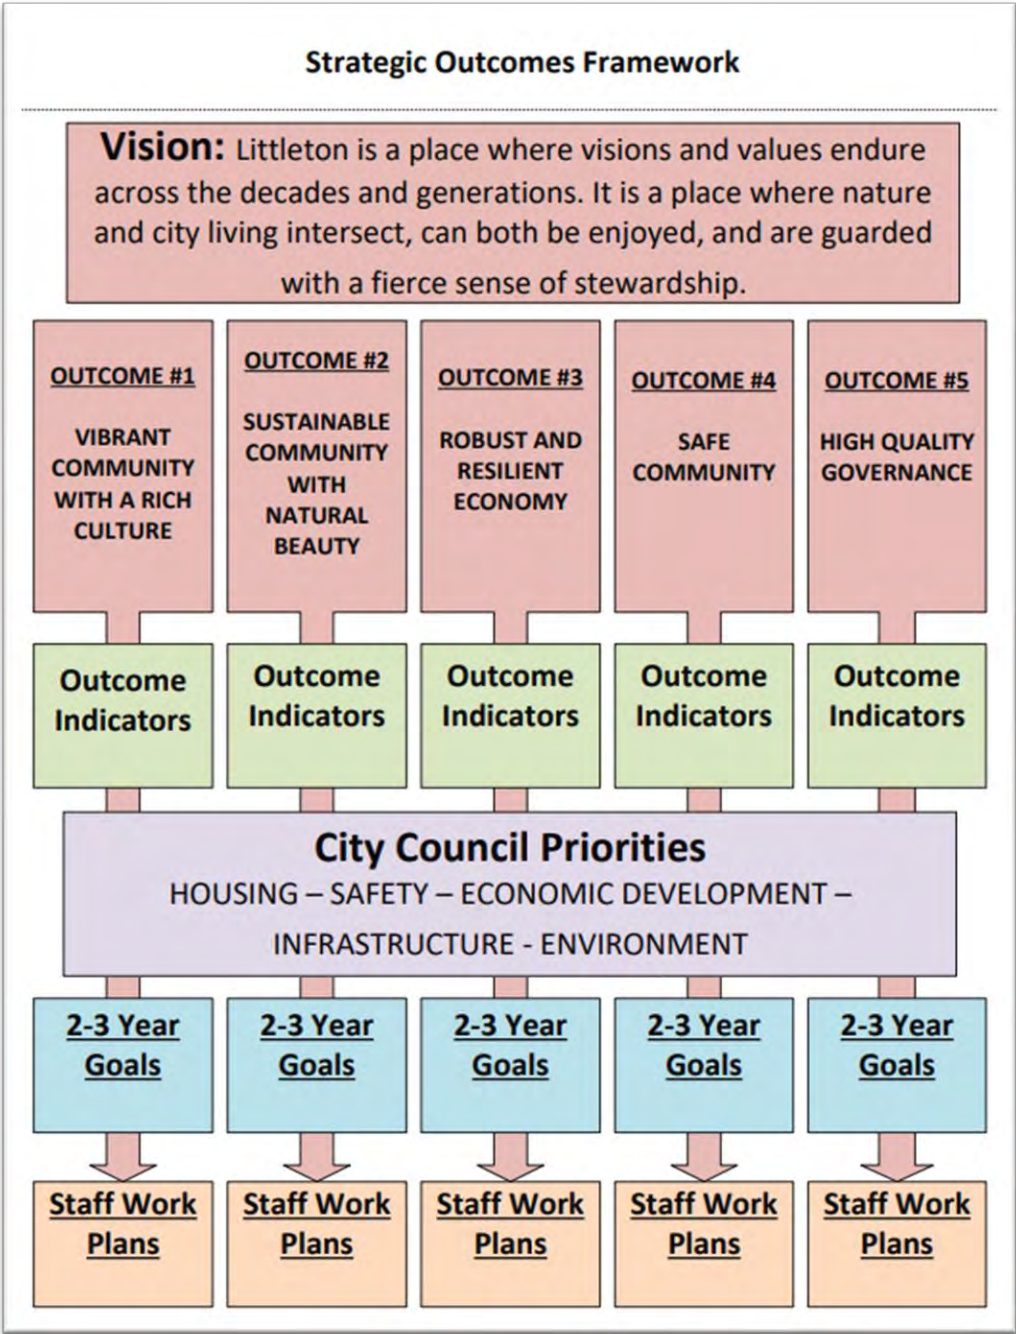 Strategic Outcomes Framework
Vision: Littleton is a place where visions and values endure
across the decades and generations. It is a place where nature
and city living intersect, can both be enjoyed, and are guarded
with a fierce sense of stewardship.
OUTCOME #1
VIBRANT
COMMUNITY
WITH A RICH
CULTURE
OUTCOME #2
SUSTAINABLE
COMMUNITY
WITH
NATURAL
BEAUTY
OUTCOME #3
ROBUST AND
RESILIENT
ECONOMY
OUTCOME #4
SAFE
COMMUNITY
OUTCOME #5
HIGH QUALITY
GOVERNANCE
Outcome
Indicators
Outcome
Indicators
Outcome
Indicators
Outcome
Indicators
Outcome
Indicators
City Council Priorities
HOUSING – SAFETY – ECONOMIC DEVELOPMENT –
INFRASTRUCTURE - ENVIRONMENT
2-3 Year
Goals
2-3 Year
Goals
2-3 Year
Goals
2-3 Year
Goals
2-3 Year
Goals
Staff Work
Plans
Staff Work
Plans
Staff Work
Plans
Staff Work
Plans
Staff Work
Plans